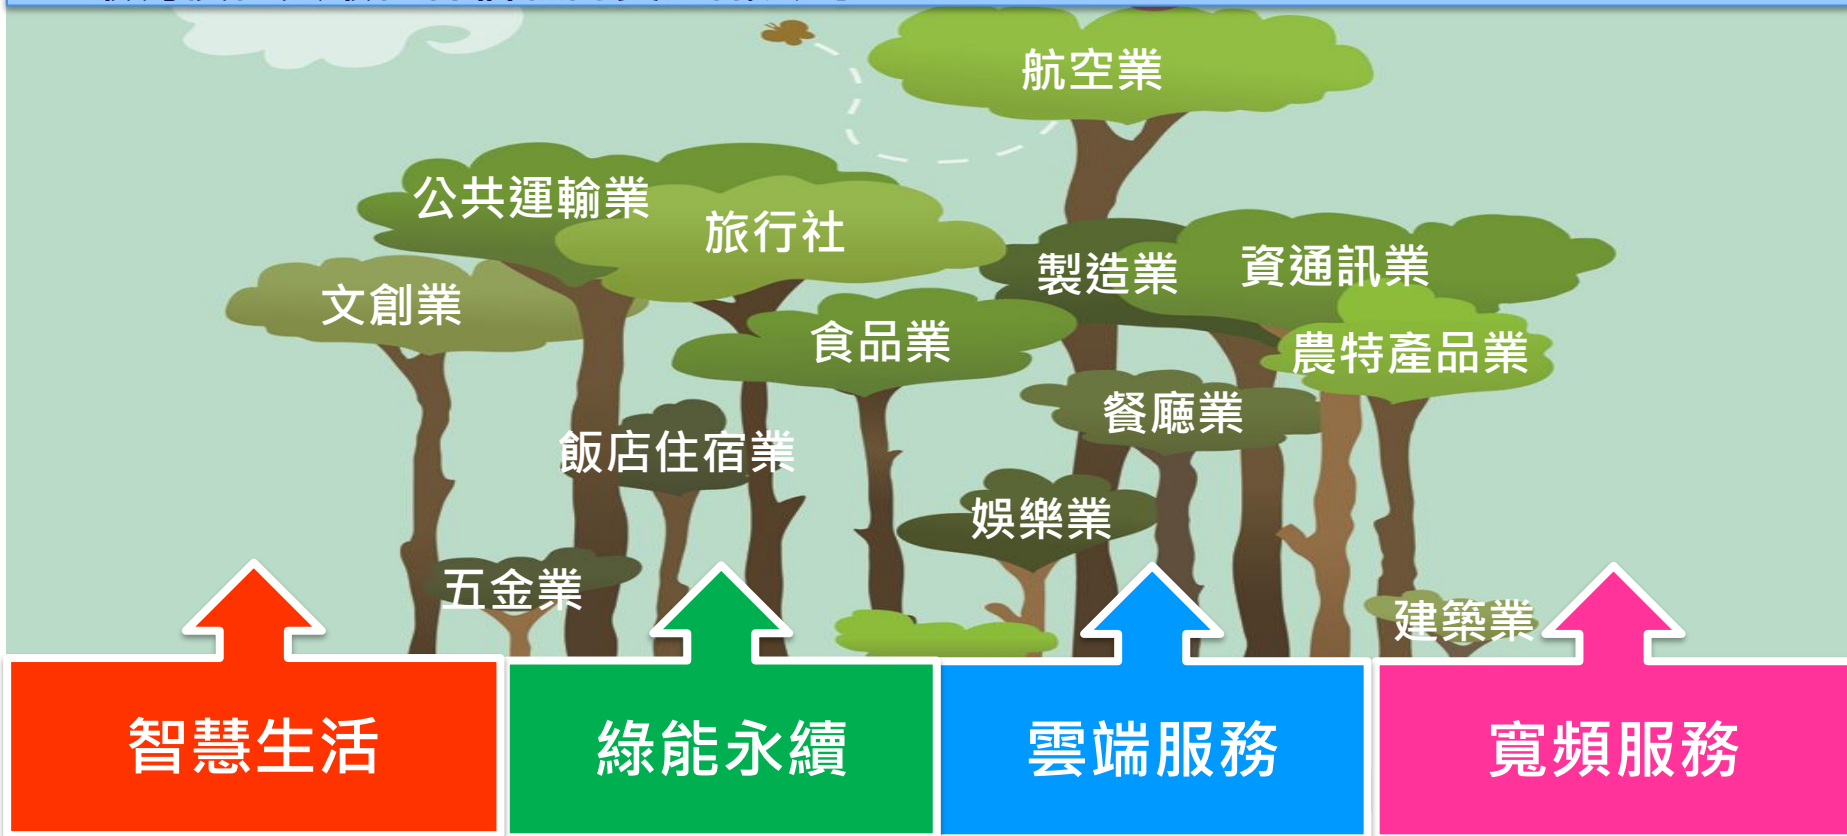 航空業
公共運輸業
旅行社
製造業
資通訊業
文創業
食品業
農特產品業
餐廳業
飯店住宿業
娛樂業
五金業
建築業
智慧生活
綠能永續
雲端服務
寬頻服務